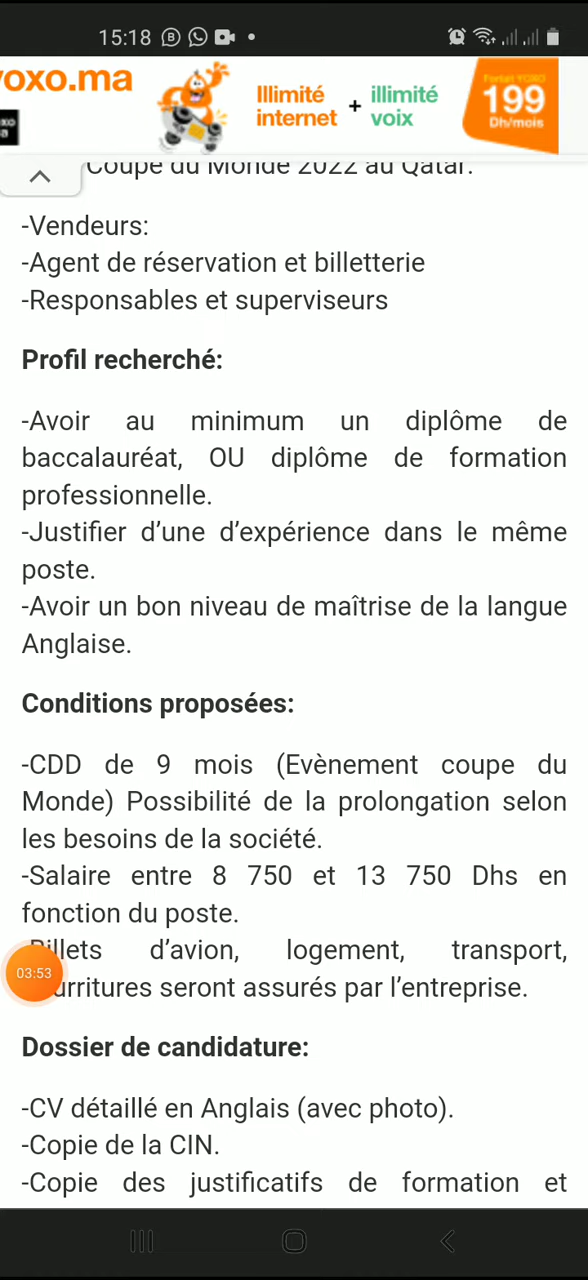 15:18
oxo.ma
Illimité
internet
+
illimité
voix
Forfait YOXO
199
Dh/mois
Coupe du Monde 2022 au Qatar.
-Vendeurs:
-Agent de réservation et billetterie
-Responsables et superviseurs
Profil recherché:
-Avoir au minimum un diplôme de
baccalauréat, OU diplôme de formation
professionnelle.
-Justifier d’une d’expérience dans le même
poste.
-Avoir un bon niveau de maîtrise de la langue
Anglaise.
Conditions proposées:
-CDD de 9 mois (Evènement coupe du
Monde) Possibilité de la prolongation selon
les besoins de la société.
-Salaire entre 8 750 et 13 750 Dhs en
fonction du poste.
-Billets d’avion, logement, transport,
03:53
urritures seront assurés par l’entreprise.
Dossier de candidature:
-CV détaillé en Anglais (avec photo).
-Copie de la CIN.
-Copie des justificatifs de formation et